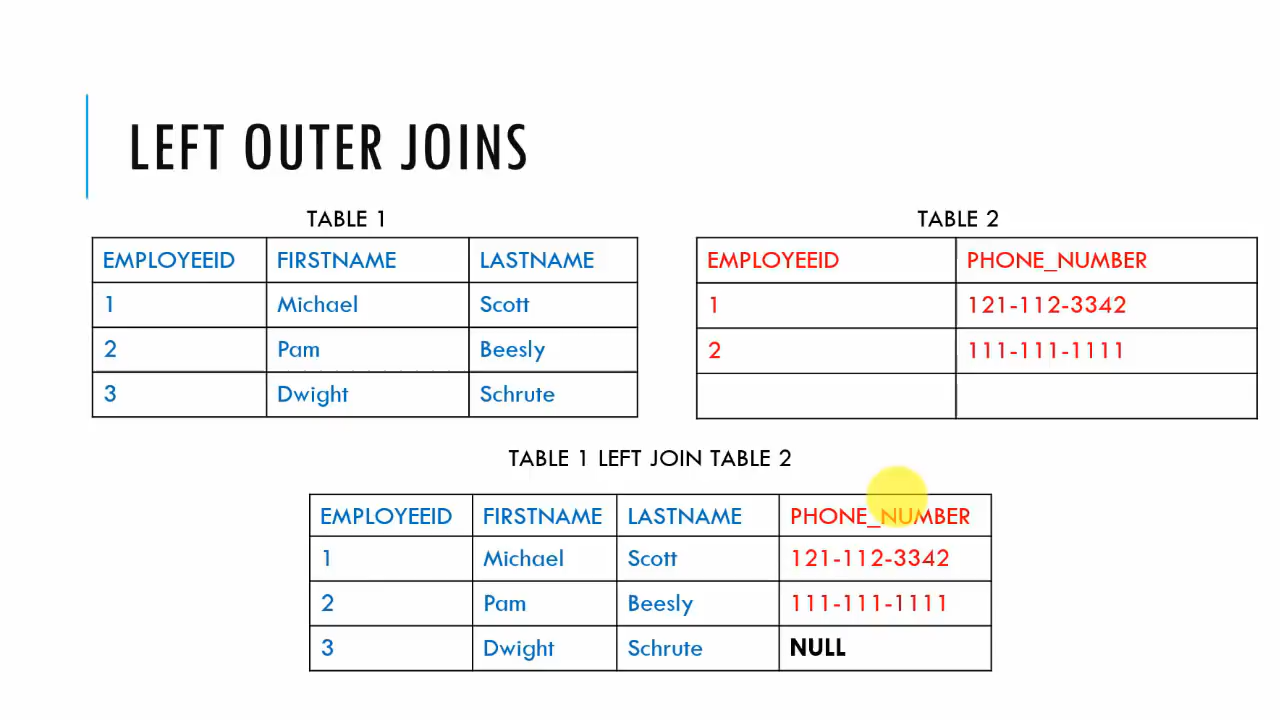 LEFT OUTER JOINS
TABLE 1
EMPLOYEEID FIRSTNAME LASTNAME
1 Michael Scott
2 Pam Beesly
3 Dwight Schrute
TABLE 2
EMPLOYEEID PHONE_NUMBER
1 121-112-3342
2 111-111-1111
TABLE 1 LEFT JOIN TABLE 2
EMPLOYEEID FIRSTNAME LASTNAME PHONE_NUMBER
1 Michael Scott 121-112-3342
2 Pam Beesly 111-111-1111
3 Dwight Schrute NULL